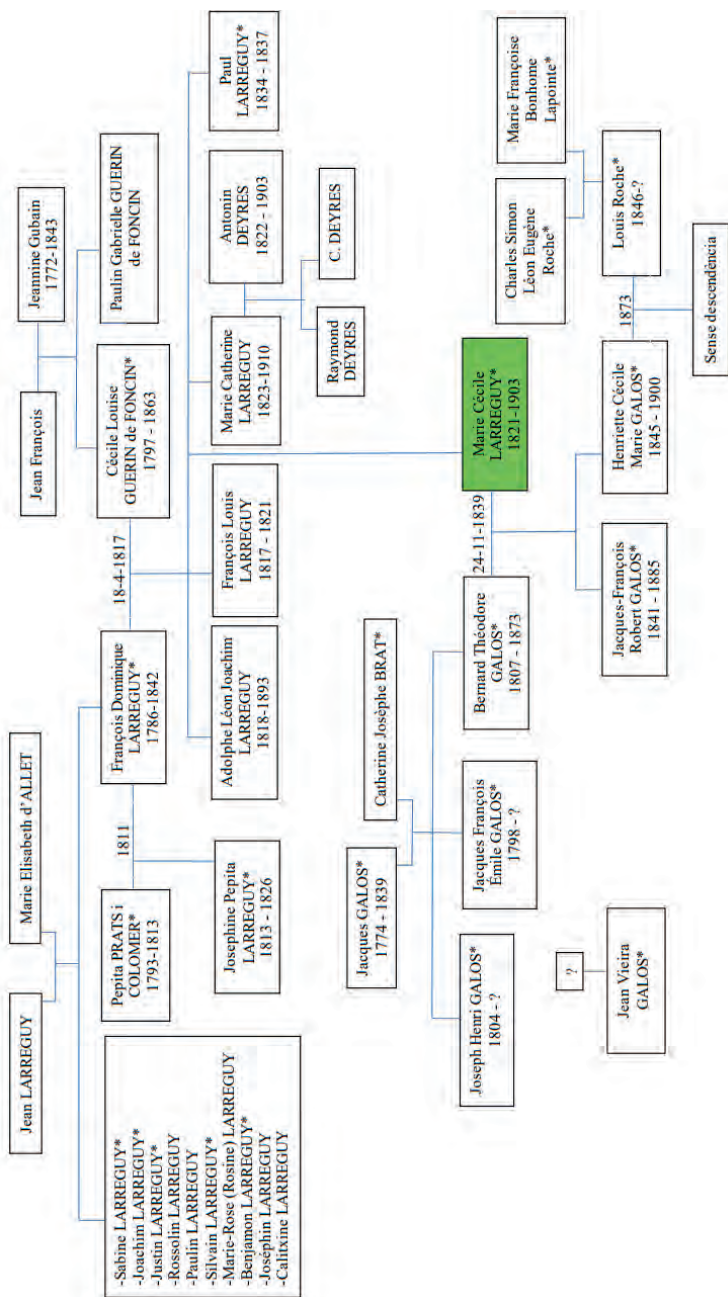 Jean LARREGUY
Marie Elisabeth d’ALLET
Jean François
Jeannine Gubain
1772-1843
-Sabine LARREGUY*
-Joachim LARREGUY*
-Justin LARREGUY*
-Rossolin LARREGUY
-Paulin LARREGUY
-Silvain LARREGUY*
-Marie-Rose (Rosine) LARREGUY
-Benjamon LARREGUY*
-Joséphin LARREGUY
-Calitxine LARREGUY
Pepita PRATS i
COLOMER*
1793-1813
1811
François Dominique
LARREGUY*
1786-1842
18-4-1817
Cécile Louise
GUERIN de FONCIN*
1797 - 1863
Paulin Gabrielle GUERIN
de FONCIN
Josephine Pepita
LARREGUY*
1813 - 1826
Adolphe Léon Joachim
LARREGUY
1818-1893
François Louis
LARREGUY
1817 - 1821
Marie Catherine
LARREGUY
1823-1910
Antonin
DEYRES
1822 - 1903
Paul
LARREGUY*
1834 - 1837
Raymond
DEYRES
C. DEYRES
Jacques GALOS*
1774 - 1839
Catherine Josèphe BRAT*
Joseph Henri GALOS*
1804 - ?
Jacques François
Émile GALOS*
1798 - ?
Bernard Théodore
GALOS*
1807 - 1873
24-11-1839
Marie Cécile
LARREGUY*
1821-1903
Charles Simon
Léon Eugène
Roche*
Marie Françoise
Bonhome
Lapointe*
?
Jean Vieira
GALOS*
Jacques-François
Robert GALOS*
1841 - 1885
Henriette Cécile
Marie GALOS*
1845 - 1900
1873
Louis Roche*
1846-?
Sense descendència